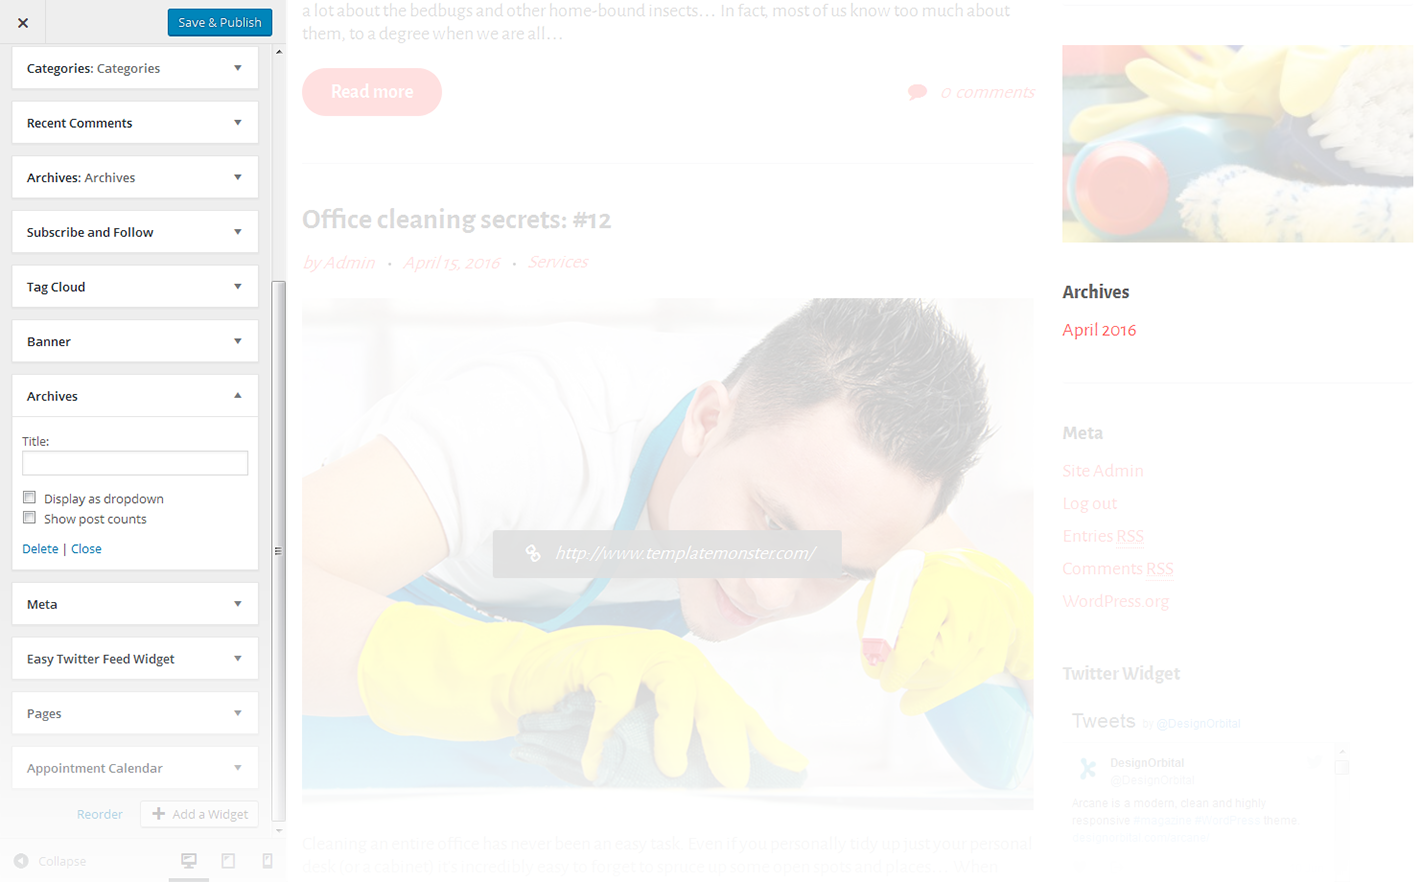 Save & Publish
Categories: Categories
Recent Comments
Archives: Archives
Subscribe and Follow
Tag Cloud
Banner
Archives
Title:
Display as dropdown
Show post counts
Delete | Close
Meta
Easy Twitter Feed Widget
Pages
Appointment Calendar
Reorder
Add a Widget
Collapse
a lot about the bedbugs and other home-bound insects… In fact, most of us know too much about
them, to a degree when we are all…
Read more
0 comments
Office cleaning secrets: #12
by Admin • April 15, 2016 • Services
http://www.templatemonster.com/
Cleaning an entire office has never been an easy task. Even if you personally tidy up just your personal
desk (or a cabinet) it's incredibly easy to forget to spruce up some open spots and places… When
Archives
April 2016
Meta
Site Admin
Log out
Entries RSS
Comments RSS
WordPress.org
Twitter Widget
Tweets by @DesignOrbital
DesignOrbital
@DesignOrbital
Arcane is a modern, clean and highly
responsive #magazine #WordPress theme